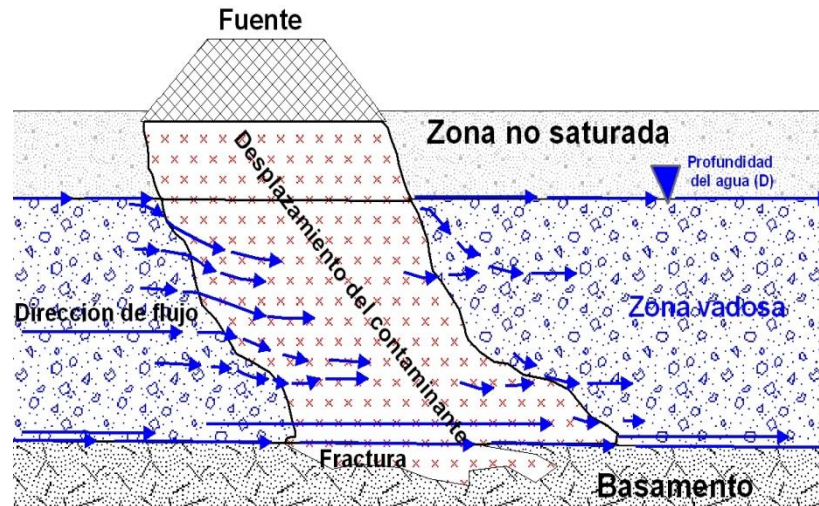 Fuente
Zona no saturada
Profundidad
del agua (D)
Desplazamiento del contaminante
Dirección de flujo
Zona vadosa
Fractura
Basamento